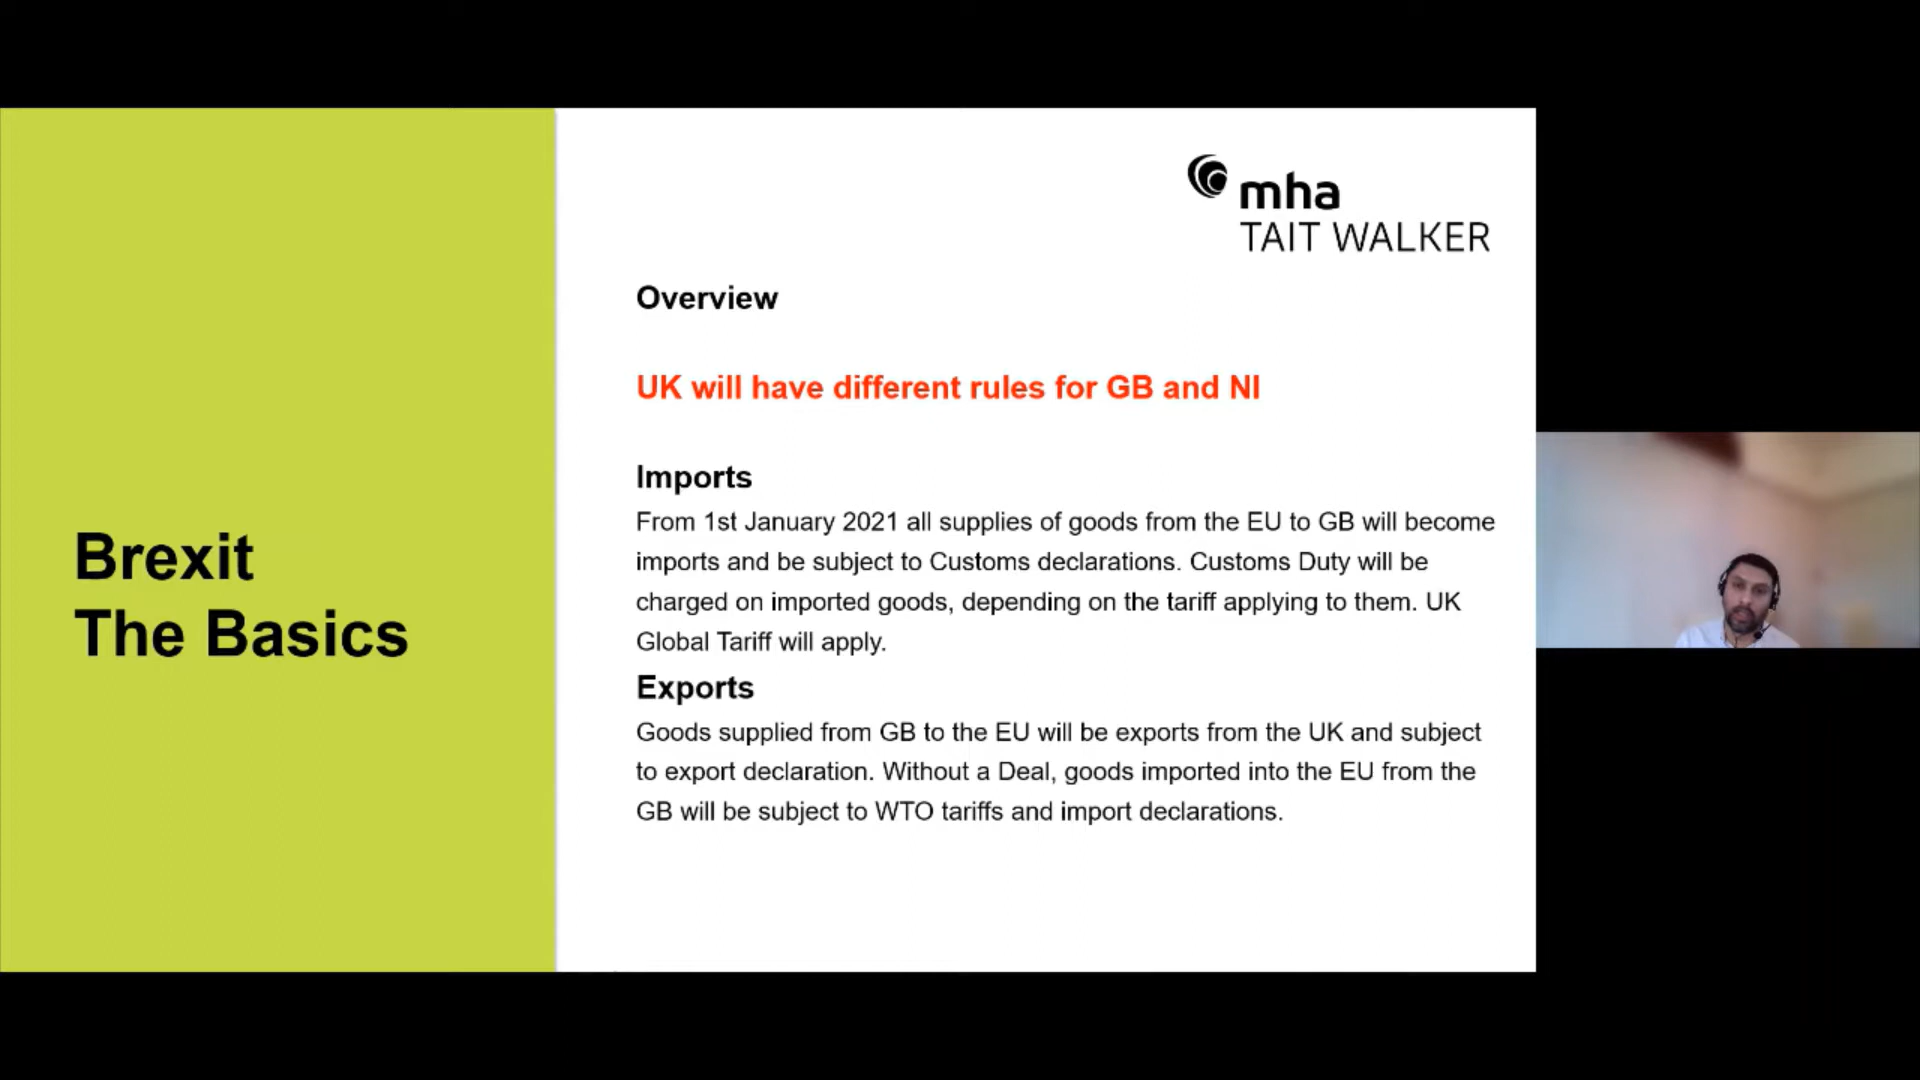 Brexit
The Basics
mha
TAIT WALKER
Overview
UK will have different rules for GB and NI
Imports
From 1st January 2021 all supplies of goods from the EU to GB will become
imports and be subject to Customs declarations. Customs Duty will be
charged on imported goods, depending on the tariff applying to them. UK
Global Tariff will apply.
Exports
Goods supplied from GB to the EU will be exports from the UK and subject
to export declaration. Without a Deal, goods imported into the EU from the
GB will be subject to WTO tariffs and import declarations.